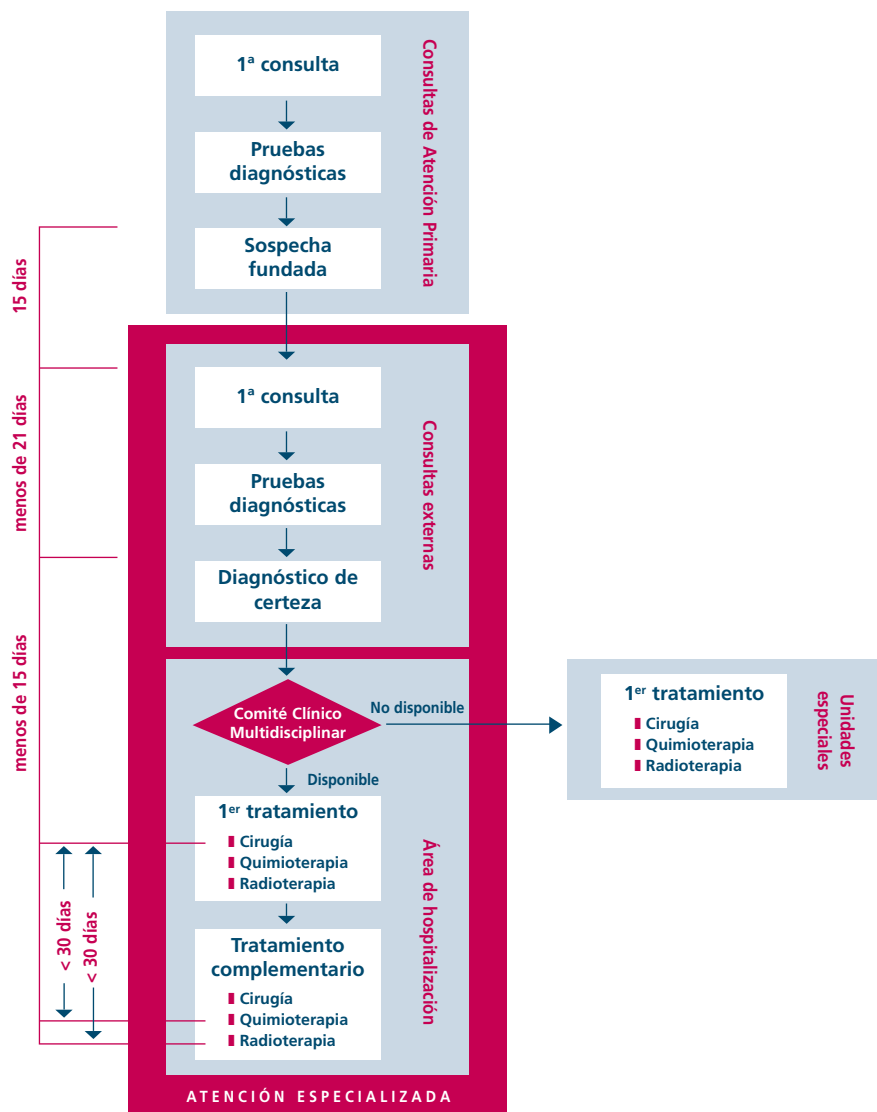 1ª consulta
Pruebas
diagnósticas
Sospecha
fundada
Consultas de Atención Primaria
15 días
menos de 21 días
menos de 15 días
< 30 días
< 30 días
1ª consulta
Pruebas
diagnósticas
Diagnóstico de
certeza
Consultas externas
Comité Clínico
Multidisciplinar
No disponible
Disponible
1er tratamiento
Cirugía
Quimioterapia
Radioterapia
Unidades
especiales
1er tratamiento
Cirugía
Quimioterapia
Radioterapia
Tratamiento
complementario
Cirugía
Quimioterapia
Radioterapia
Área de hospitalización
ATENCIÓN ESPECIALIZADA